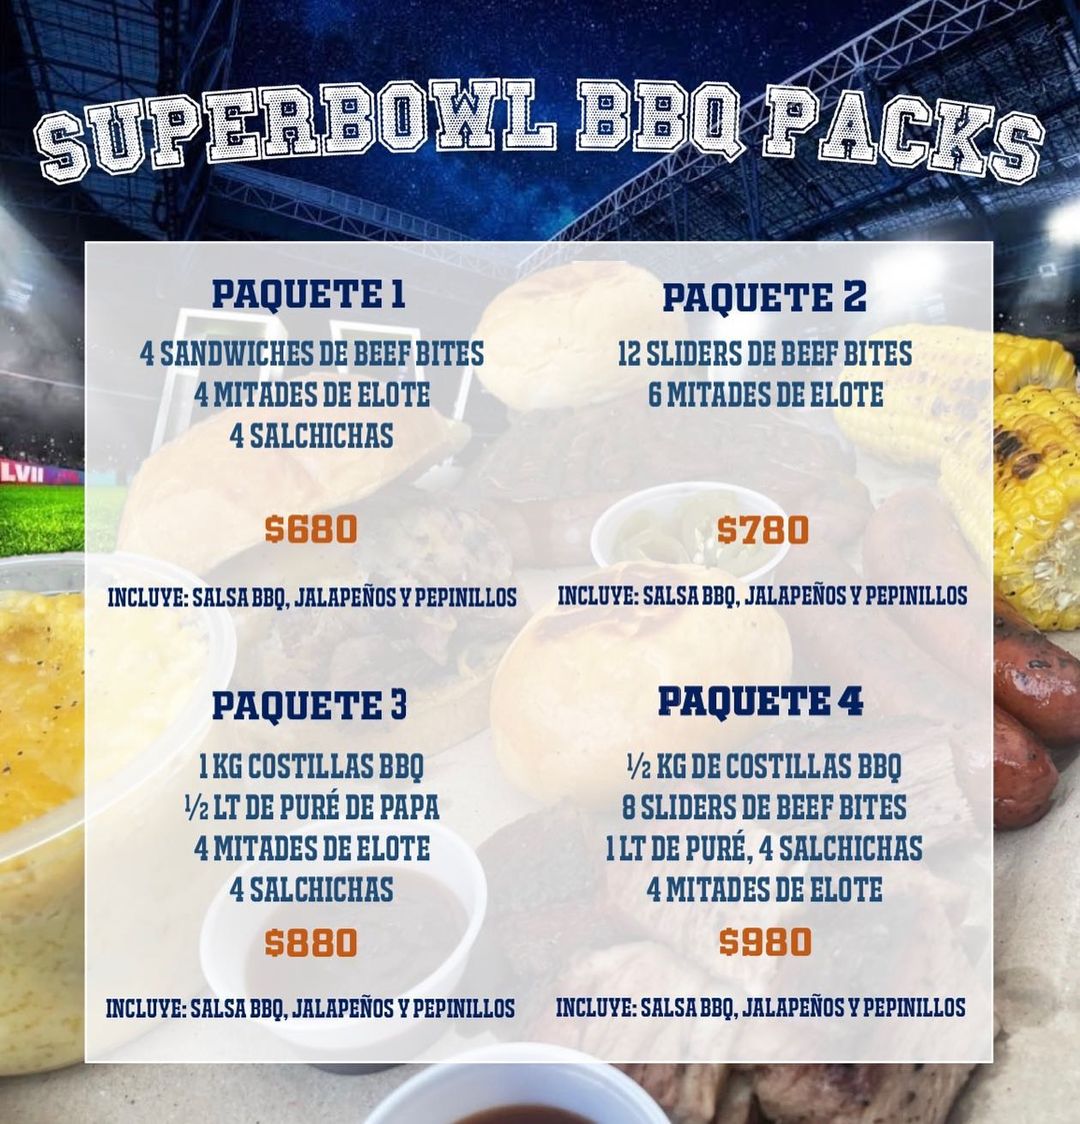 SUPERBOWL BBQ PACKS
PAQUETE 1
4 SANDWICHES DE BEEF BITES
4 MITADES DE ELOTE
4 SALCHICHAS
$680
INCLUYE: SALSA BBQ, JALAPEÑOS Y PEPINILLOS
PAQUETE 2
12 SLIDERS DE BEEF BITES
6 MITADES DE ELOTE
$780
INCLUYE: SALSA BBQ, JALAPEÑOS Y PEPINILLOS
LVII
PAQUETE 3
1 KG COSTILLAS BBQ
½ LT DE PURÉ DE PAPA
4 MITADES DE ELOTE
4 SALCHICHAS
$880
INCLUYE: SALSA BBQ, JALAPEÑOS Y PEPINILLOS
PAQUETE 4
½ KG DE COSTILLAS BBQ
8 SLIDERS DE BEEF BITES
1 LT DE PURÉ, 4 SALCHICHAS
4 MITADES DE ELOTE
$980
INCLUYE: SALSA BBQ, JALAPEÑOS Y PEPINILLOS